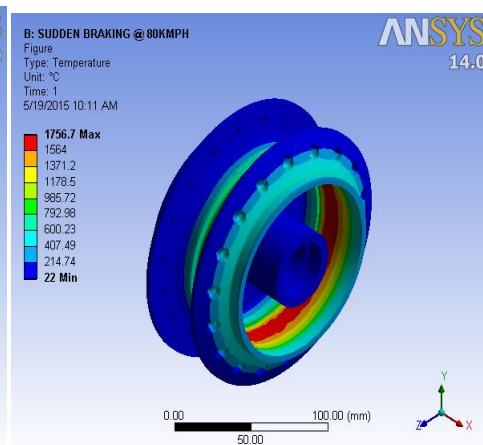 B: SUDDEN BRAKING @ 80KMPH
Figure
Type: Temperature
Unit: °C
Time: 1
5/19/2015 10:11 AM
1756.7 Max
1564
1371.2
1178.5
985.72
792.98
600.23
407.49
214.74
22 Min
ANSYS
14.0
0.00
100.00 (mm)
50.00
Y
Z
X